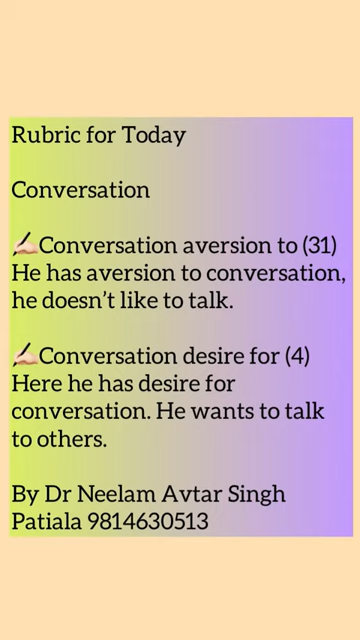 Rubric for Today
Conversation
✍🏻Conversation aversion to (31)
He has aversion to conversation,
he doesn’t like to talk.
✍🏻Conversation desire for (4)
Here he has desire for
conversation. He wants to talk
to others.
By Dr Neelam Avtar Singh
Patiala 9814630513